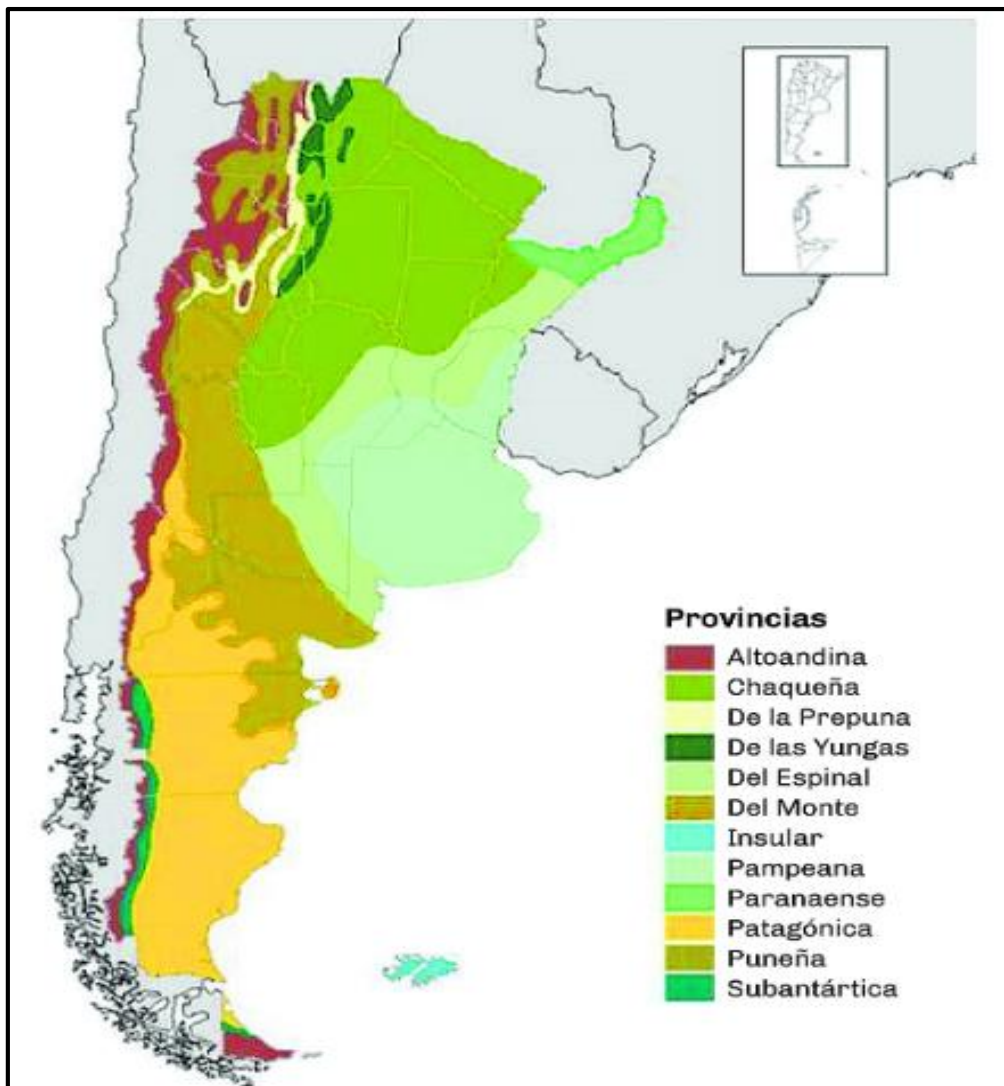 Provincias
Altoandina
Chaqueña
De la Prepuna
De las Yungas
Del Espinal
Del Monte
Insular
Pampeana
Paranaense
Patagónica
Puneña
Subantártica